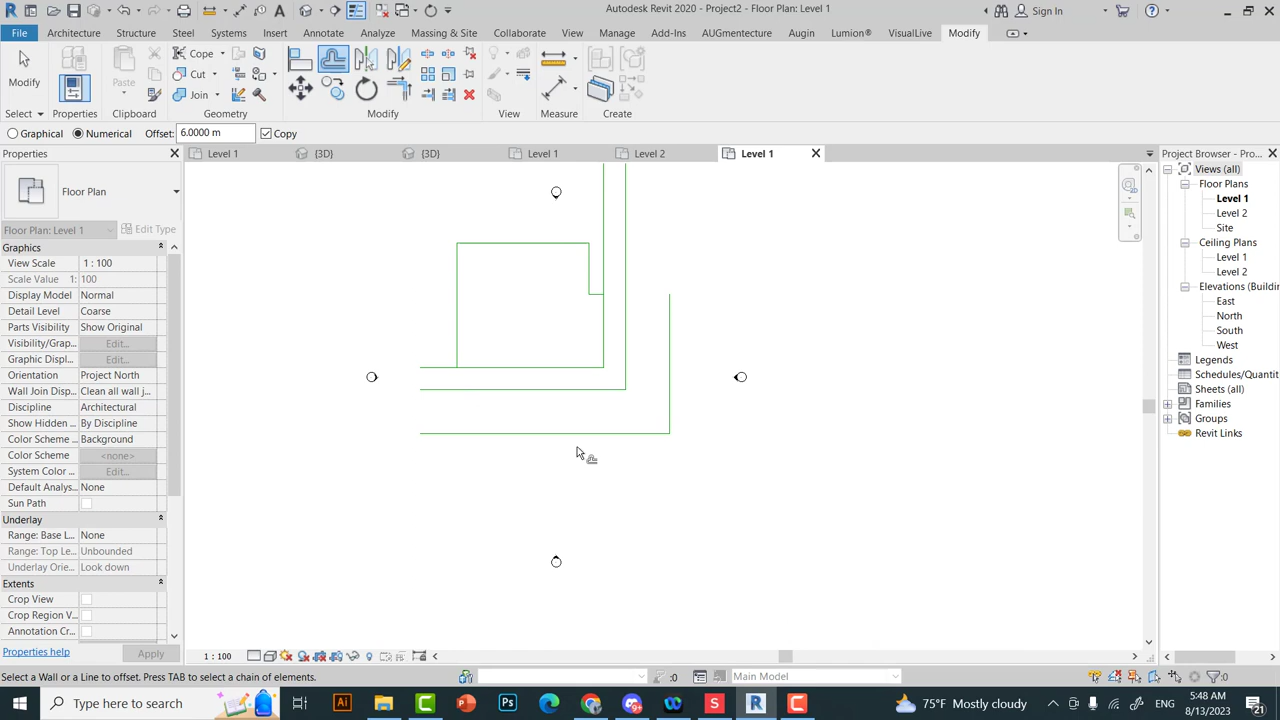 Autodesk Revit 2020 - Project2 - Floor Plan: Level 1
Sign In
File
Architecture
Structure
Steel
Systems
Insert
Annotate
Analyze
Massing & Site
Collaborate
View
Manage
Add-Ins
AUGmentecture
Augin
Lumion®
VisualLive
Modify
Modify
Paste
Cope
Cut
Join
Select
Properties
Clipboard
Geometry
Modify
View
Measure
Create
Graphical
Numerical
Offset:
6.0000 m
Copy
Properties
Level 1
{3D}
{3D}
Level 1
Level 2
Level 1
Project Browser - Pro...
Floor Plan
Floor Plan: Level 1
Edit Type
Graphics
View Scale
1 : 100
Scale Value 1:
100
Display Model
Normal
Detail Level
Coarse
Parts Visibility
Show Original
Visibility/Grap...
Edit...
Graphic Displ...
Edit...
Orientation
Project North
Wall Join Disp...
Clean all wall j...
Discipline
Architectural
Show Hidden ...
By Discipline
Color Scheme ...
Background
Color Scheme
<none>
System Color ...
Edit...
Default Analys...
None
Sun Path
Underlay
Range: Base L...
None
Range: Top Le...
Unbounded
Underlay Orie...
Look down
Extents
Crop View
Crop Region V...
Annotation Cr...
Properties help
Apply
Views (all)
Floor Plans
Level 1
Level 2
Site
Ceiling Plans
Level 1
Level 2
Elevations (Buildin
East
North
South
West
Legends
Schedules/Quantit
Sheets (all)
Families
Groups
Revit Links
1 : 100
Select a Wall or a Line to offset. Press TAB to select a chain of elements.
:0
Main Model
:0
Type here to search
Ai
Ps
S
R
75°F Mostly cloudy
ENG
5:48 AM
8/13/2023
21